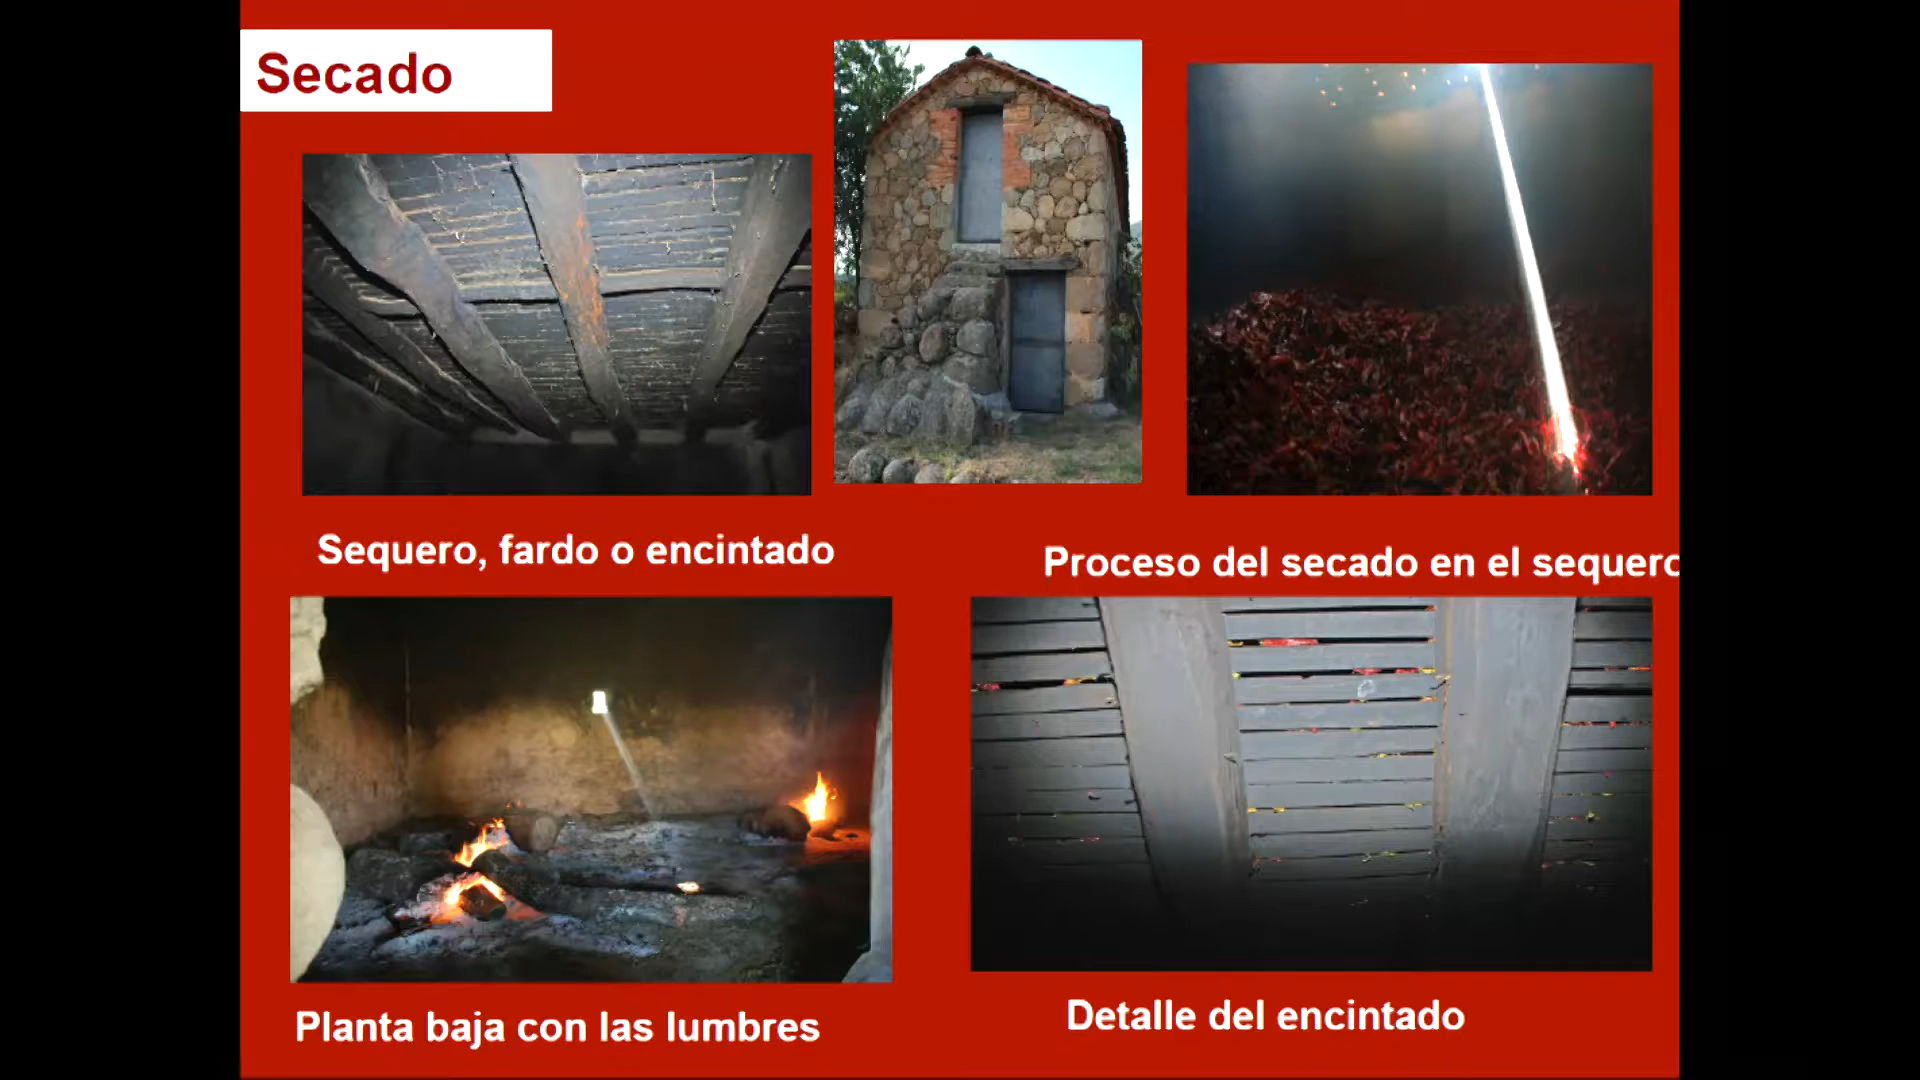 Secado
Sequero, fardo o encintado
Proceso del secado en el sequero
Planta baja con las lumbres
Detalle del encintado